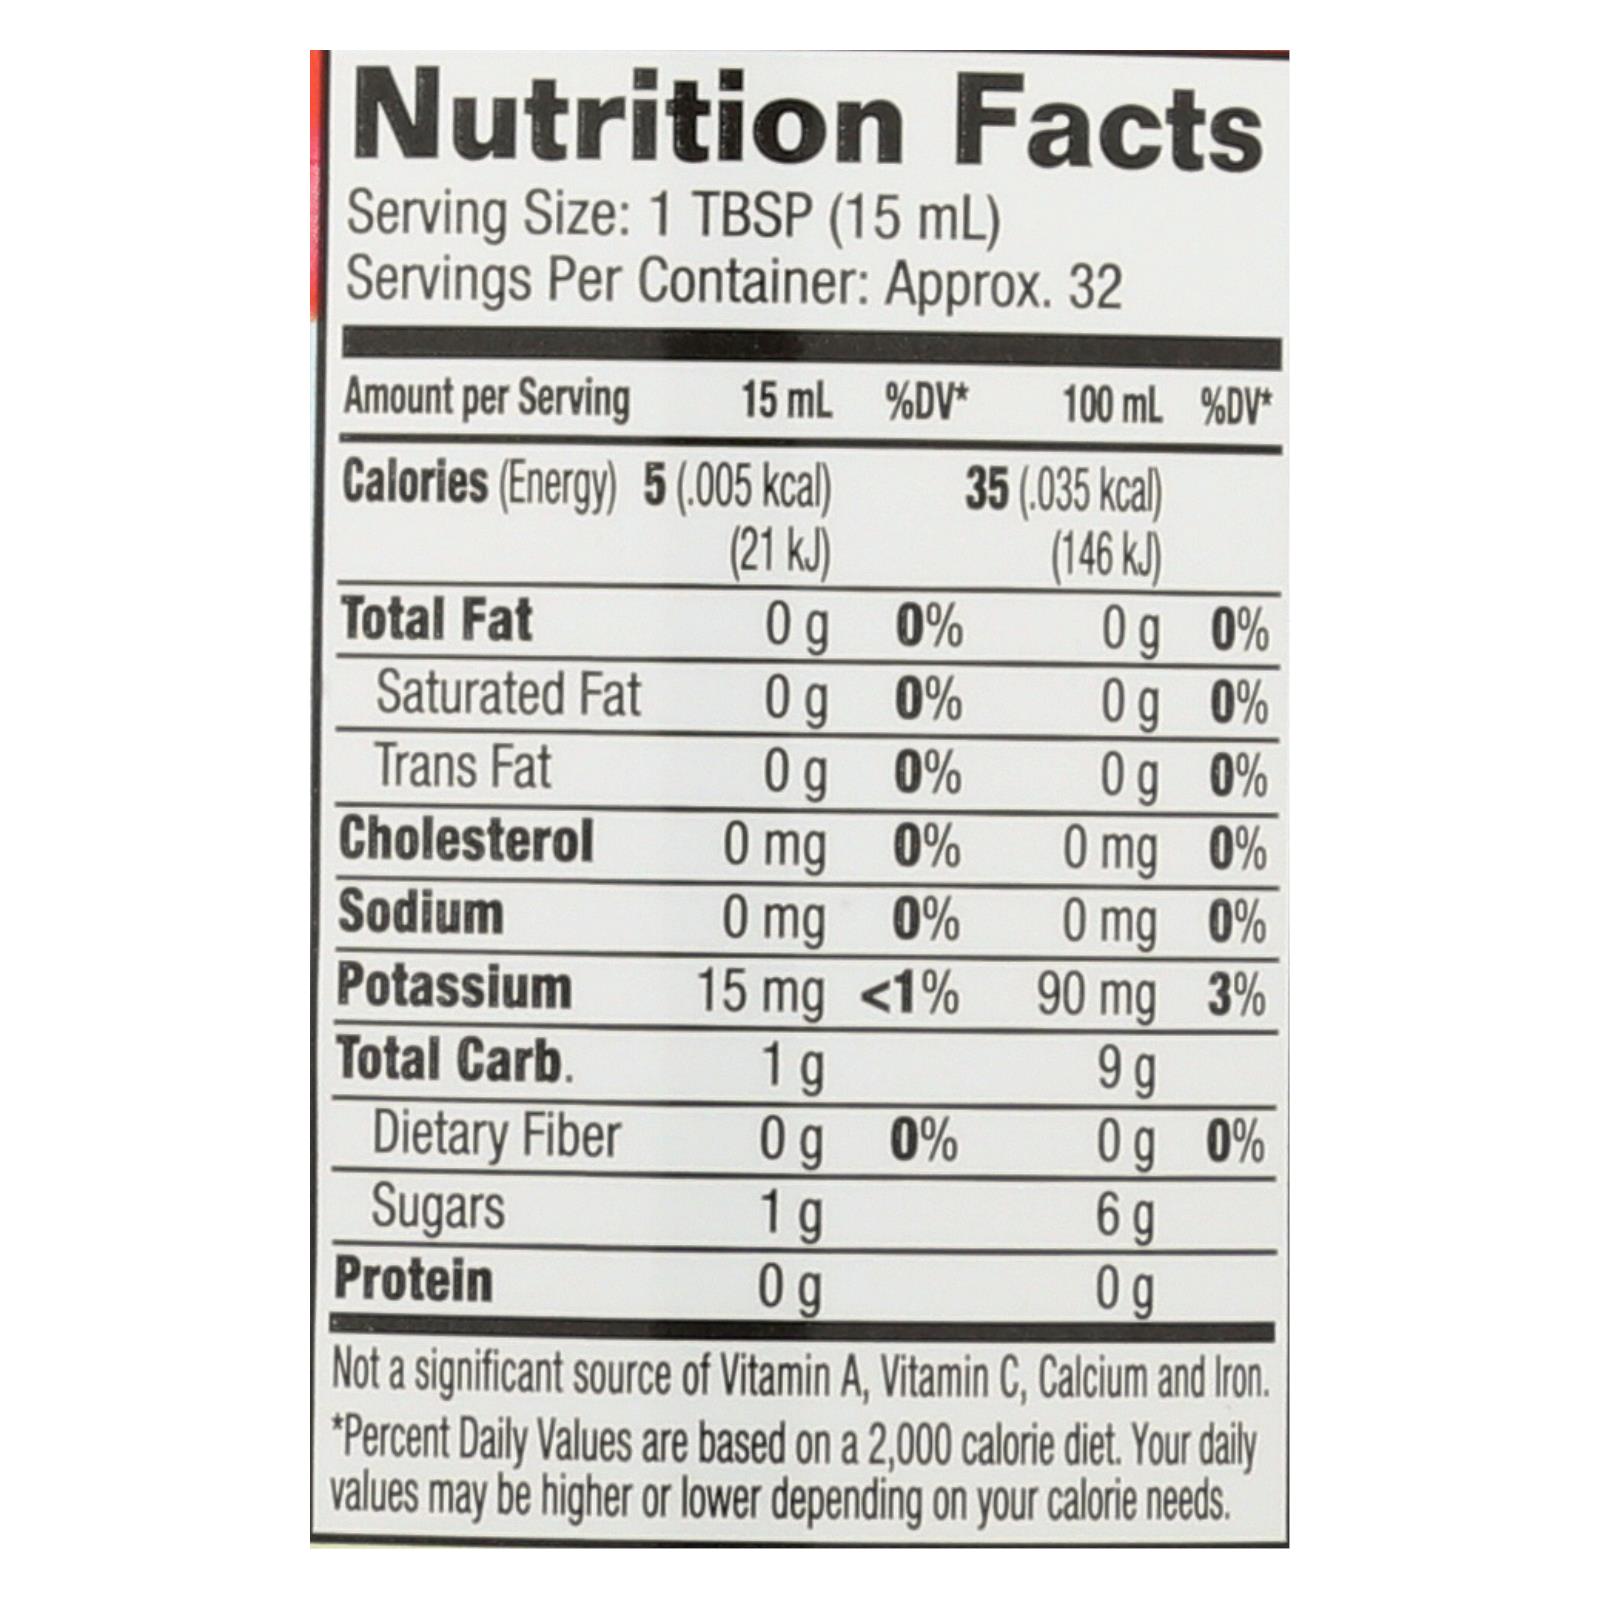 Nutrition Facts
Serving Size: 1 TBSP (15 mL)
Servings Per Container: Approx. 32
Amount per Serving 15 mL %DV* 100 mL %DV*
Calories (Energy) 5 (.005 kcal) 35 (.035 kcal)
(21 kJ) (146 kJ)
Total Fat 0 g 0% 0 g 0%
Saturated Fat 0 g 0% 0 g 0%
Trans Fat 0 g 0% 0 g 0%
Cholesterol 0 mg 0% 0 mg 0%
Sodium 0 mg 0% 0 mg 0%
Potassium 15 mg <1% 90 mg 3%
Total Carb. 1 g 9 g
Dietary Fiber 0 g 0% 0 g 0%
Sugars 1 g 6 g
Protein 0 g 0 g
Not a significant source of Vitamin A, Vitamin C, Calcium and Iron.
*Percent Daily Values are based on a 2,000 calorie diet. Your daily
values may be higher or lower depending on your calorie needs.